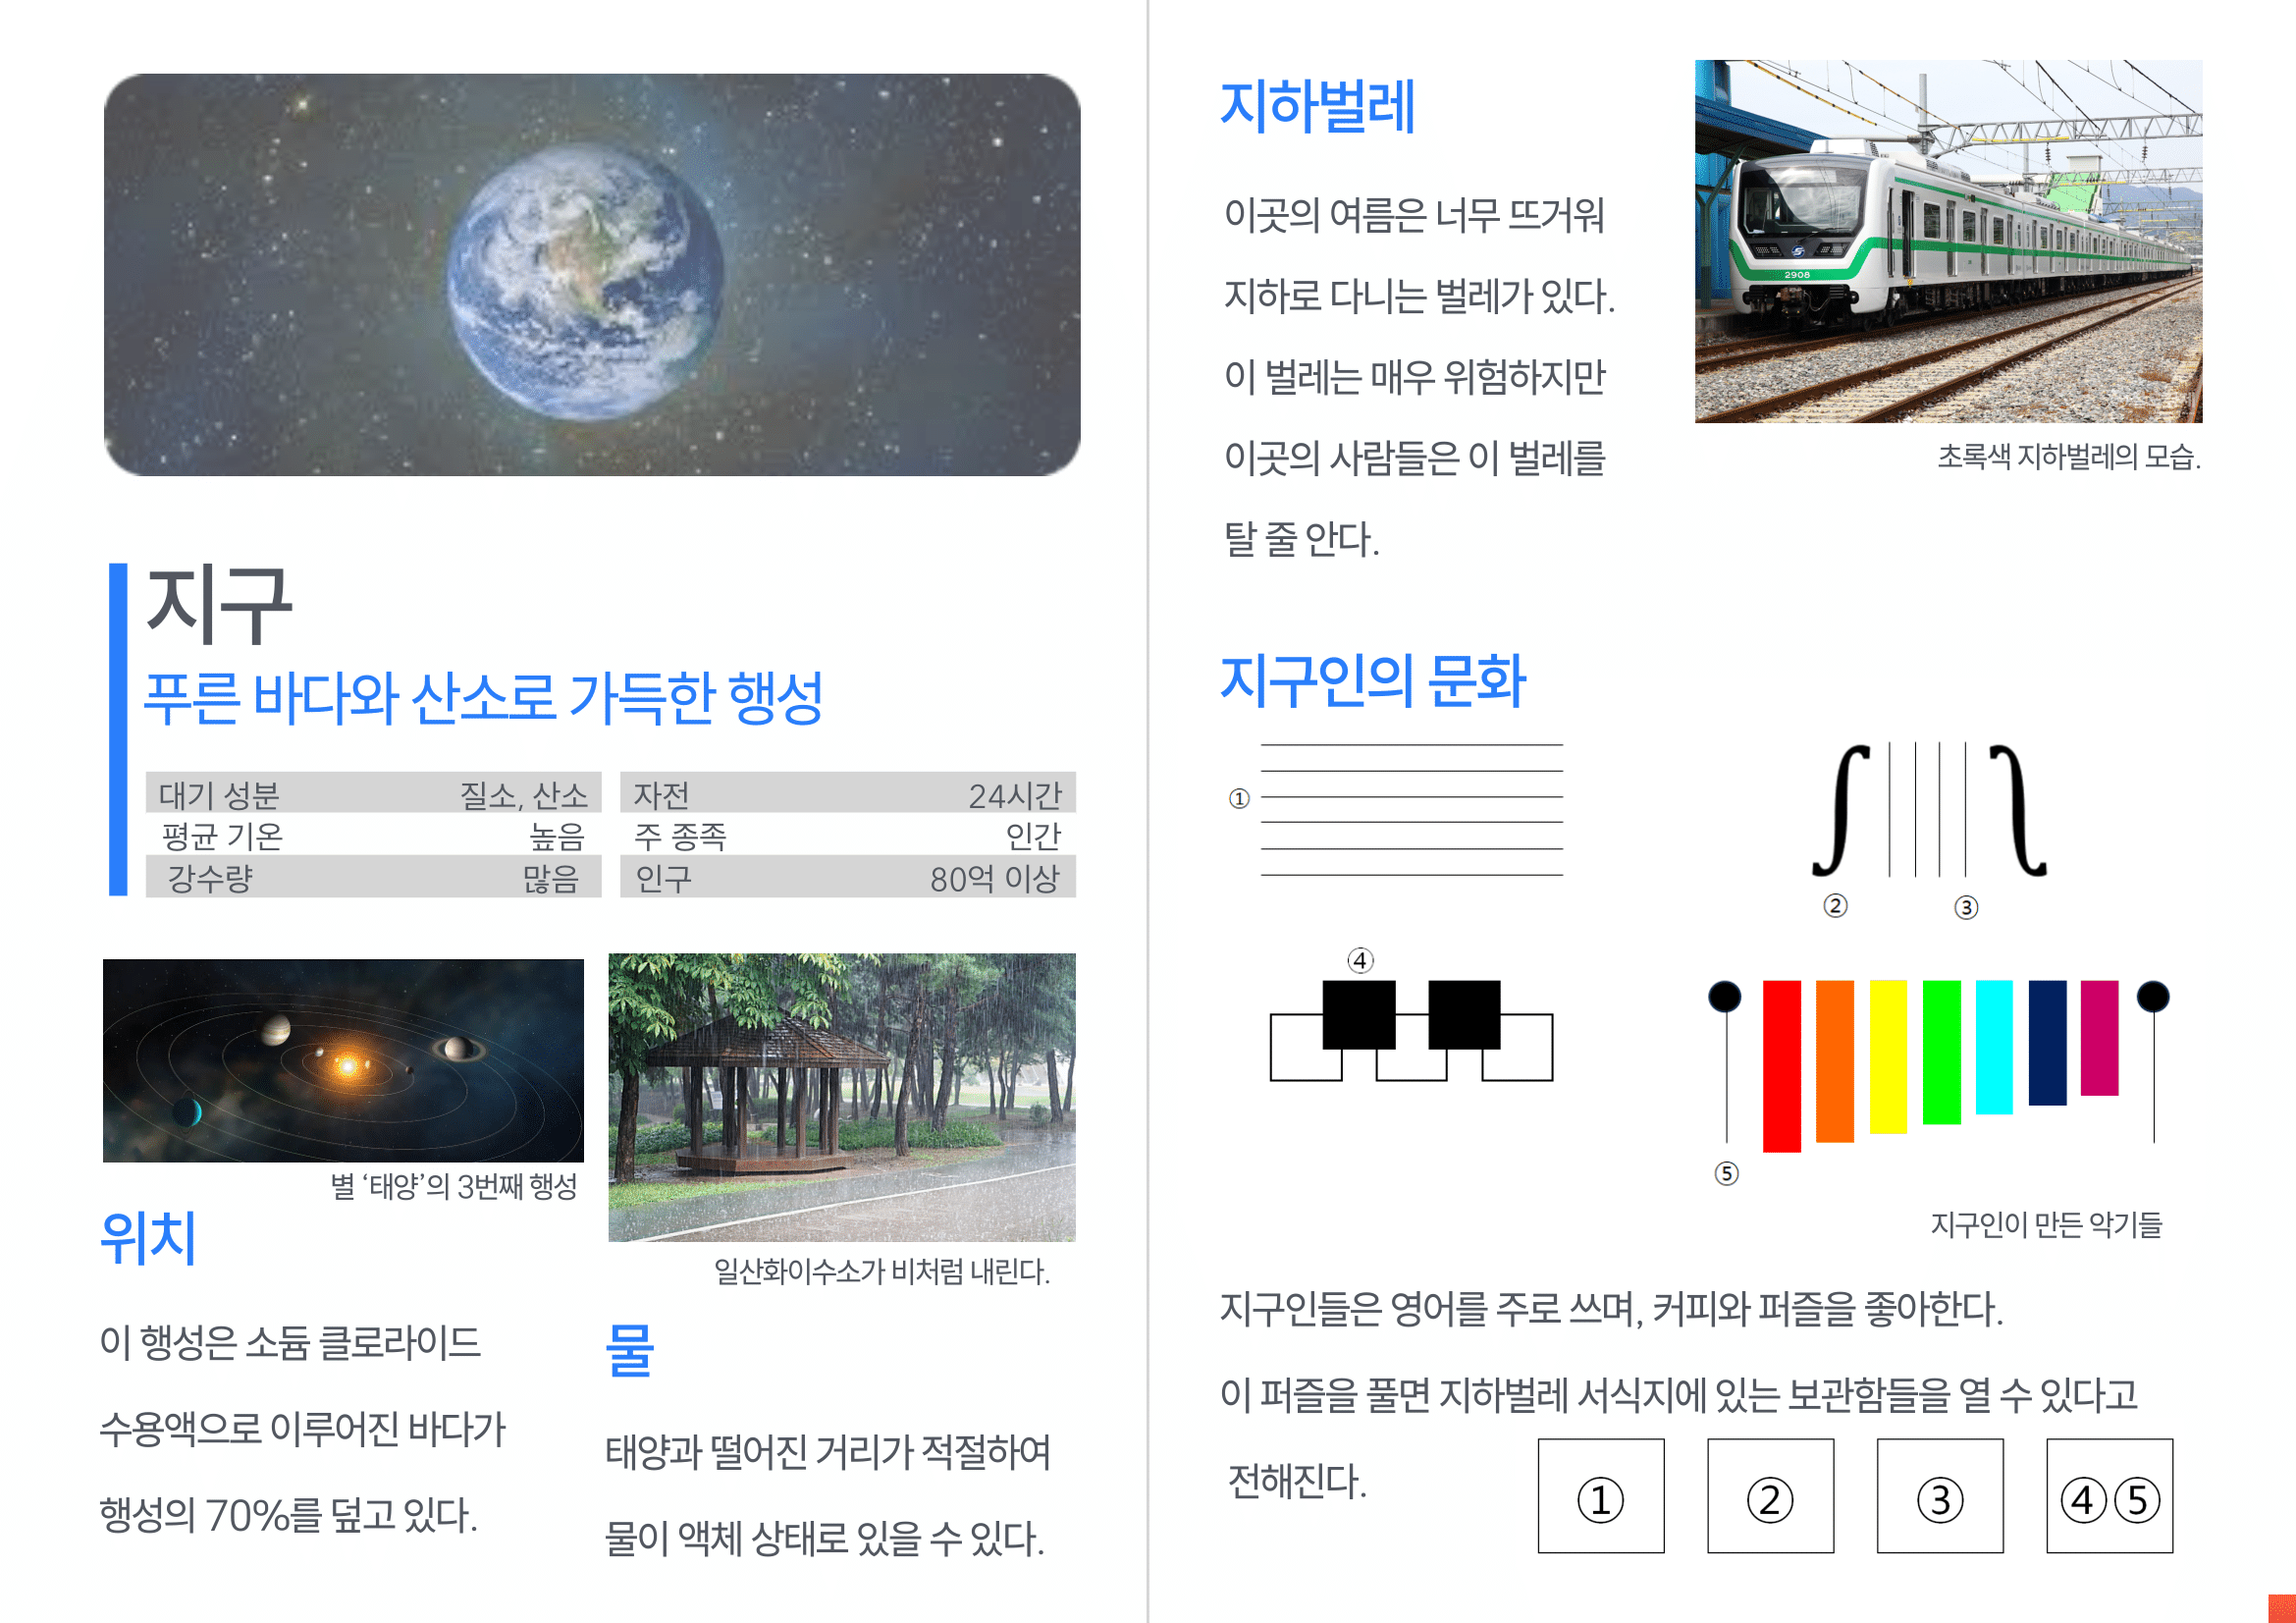 지구
푸른 바다와 산소로 가득한 행성
대기 성분 질소, 산소
평균 기온 높음
강수량 많음
자전 24시간
주 종족 인간
인구 80억 이상
별 ‘태양’의 3번째 행성
위치
이 행성은 소듐 클로라이드
수용액으로 이루어진 바다가
행성의 70%를 덮고 있다.
일산화이수소가 비처럼 내린다.
물
태양과 떨어진 거리가 적절하여
물이 액체 상태로 있을 수 있다.
지하벌레
이곳의 여름은 너무 뜨거워
지하로 다니는 벌레가 있다.
이 벌레는 매우 위험하지만
이곳의 사람들은 이 벌레를
탈 줄 안다.
2908
초록색 지하벌레의 모습.
지구인의 문화
①
② ③
④
⑤
지구인이 만든 악기들
지구인들은 영어를 주로 쓰며, 커피와 퍼즐을 좋아한다.
이 퍼즐을 풀면 지하벌레 서식지에 있는 보관함들을 열 수 있다고
전해진다.
① ② ③ ④⑤